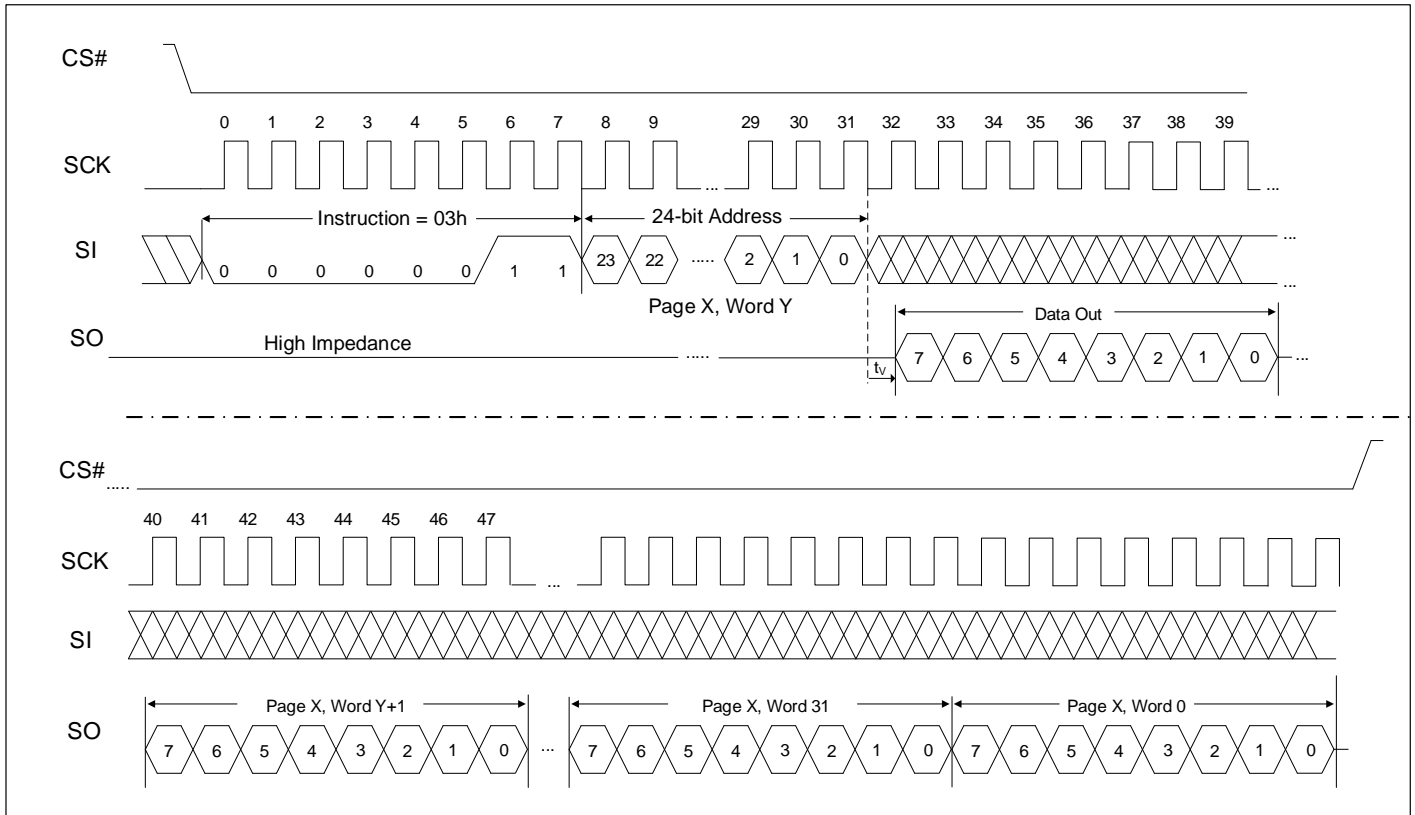 CS#
0 1 2 3 4 5 6 7 8 9 29 30 31 32 33 34 35 36 37 38 39
SCK ... ...
Instruction = 03h 24-bit Address
SI 0 0 0 0 0 0 1 1 23 22 ..... 2 1 0 ... ...
Page X, Word Y
Data Out
SO High Impedance ..... tV 7 6 5 4 3 2 1 0 ...
CS# .....
40 41 42 43 44 45 46 47
SCK ...
SI
Page X, Word Y+1 Page X, Word 31 Page X, Word 0
SO 7 6 5 4 3 2 1 0 ... 7 6 5 4 3 2 1 0 7 6 5 4 3 2 1 0